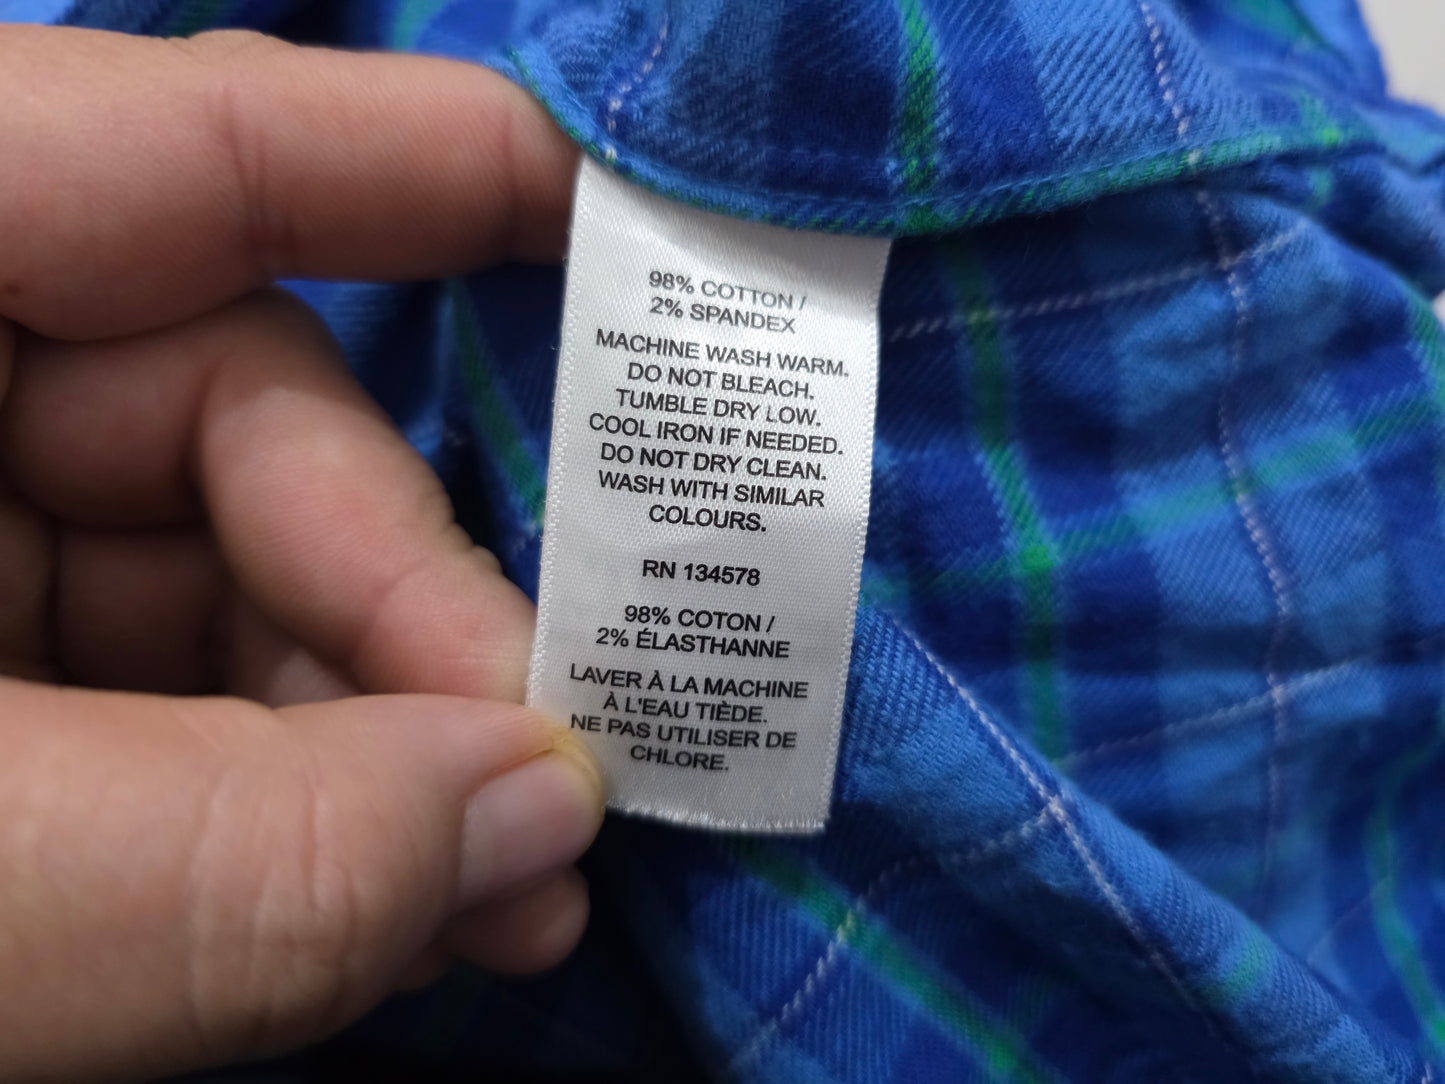 98% COTTON /
2% SPANDEX
MACHINE WASH WARM.
DO NOT BLEACH.
TUMBLE DRY LOW.
COOL IRON IF NEEDED.
DO NOT DRY CLEAN.
WASH WITH SIMILAR
COLOURS.
RN 134578
98% COTON /
2% ÉLASTHANNE
LAVER À LA MACHINE
À L'EAU TIÈDE.
NE PAS UTILISER DE
CHLORE.